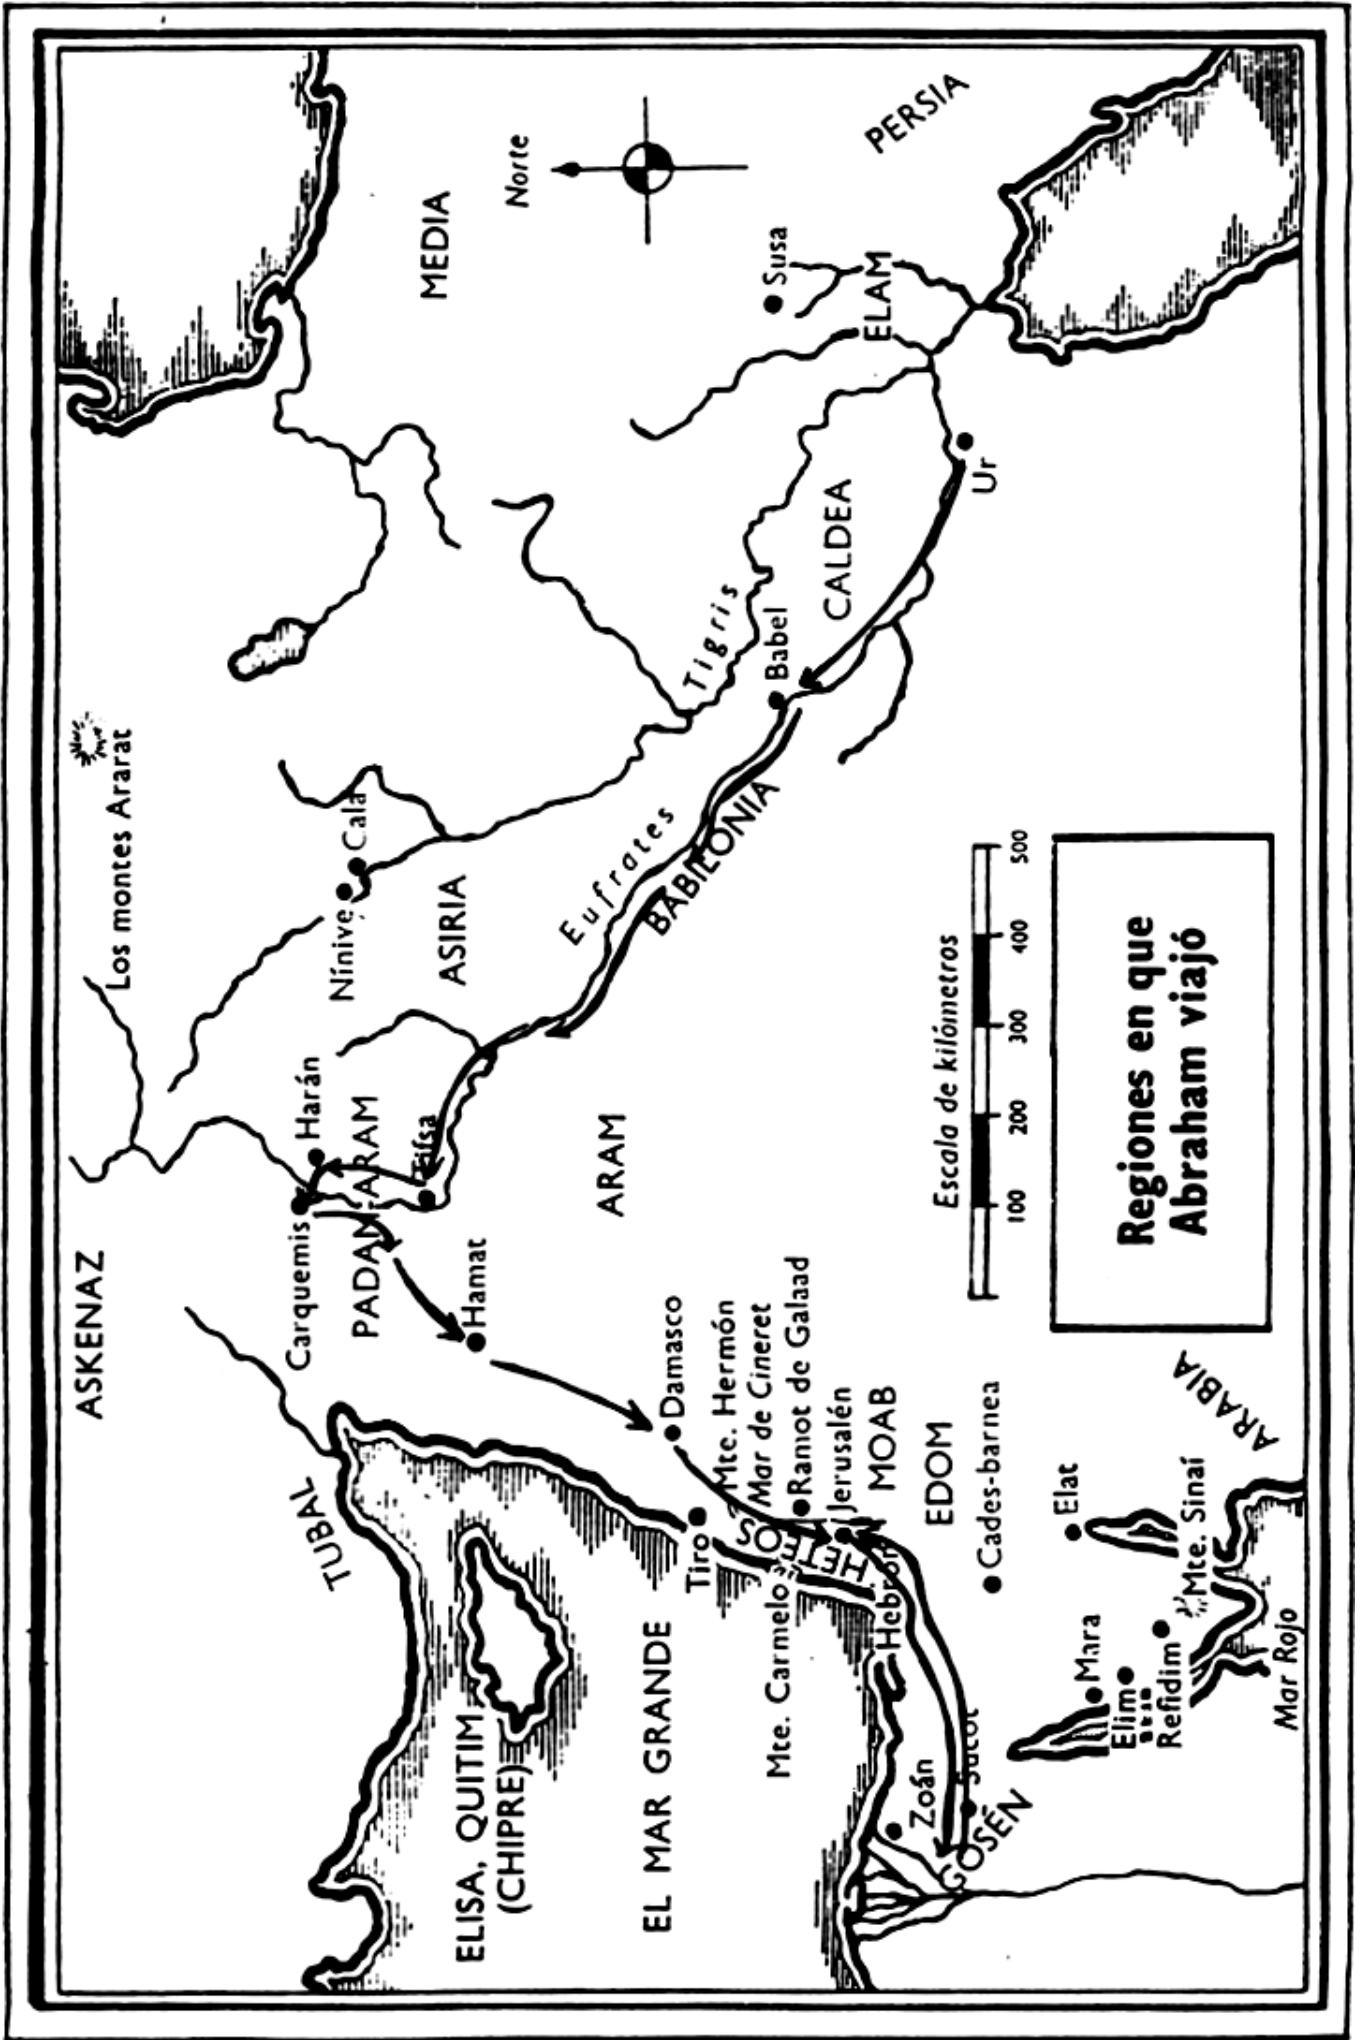 ASKENAZ
Los montes Ararat
TUBAL
Carquemis
Harán
PADAN-ARAM
Tifsa
Nínive
Cala
MEDIA
Norte
ASIRIA
Hamat
ELISA, QUITIM
(CHIPRE)
ARAM
Eufrates
Tigris
BABILONIA
Babel
CALDEA
Susa
ELAM
PERSIA
Ur
EL MAR GRANDE
Damasco
Tiro
Mte. Hermón
Mar de Cineret
Mte. Carmelo
Ramot de Galaad
HETEOS
Jerusalén
Hebrón
MOAB
EDOM
Cades-barnea
Zoán
Sucot
GOSÉN
Elat
Mara
Elim
Refidim
Mte. Sinaí
ARABIA
Mar Rojo
Escala de kilómetros
100 200 300 400 500
Regiones en que
Abraham viajó